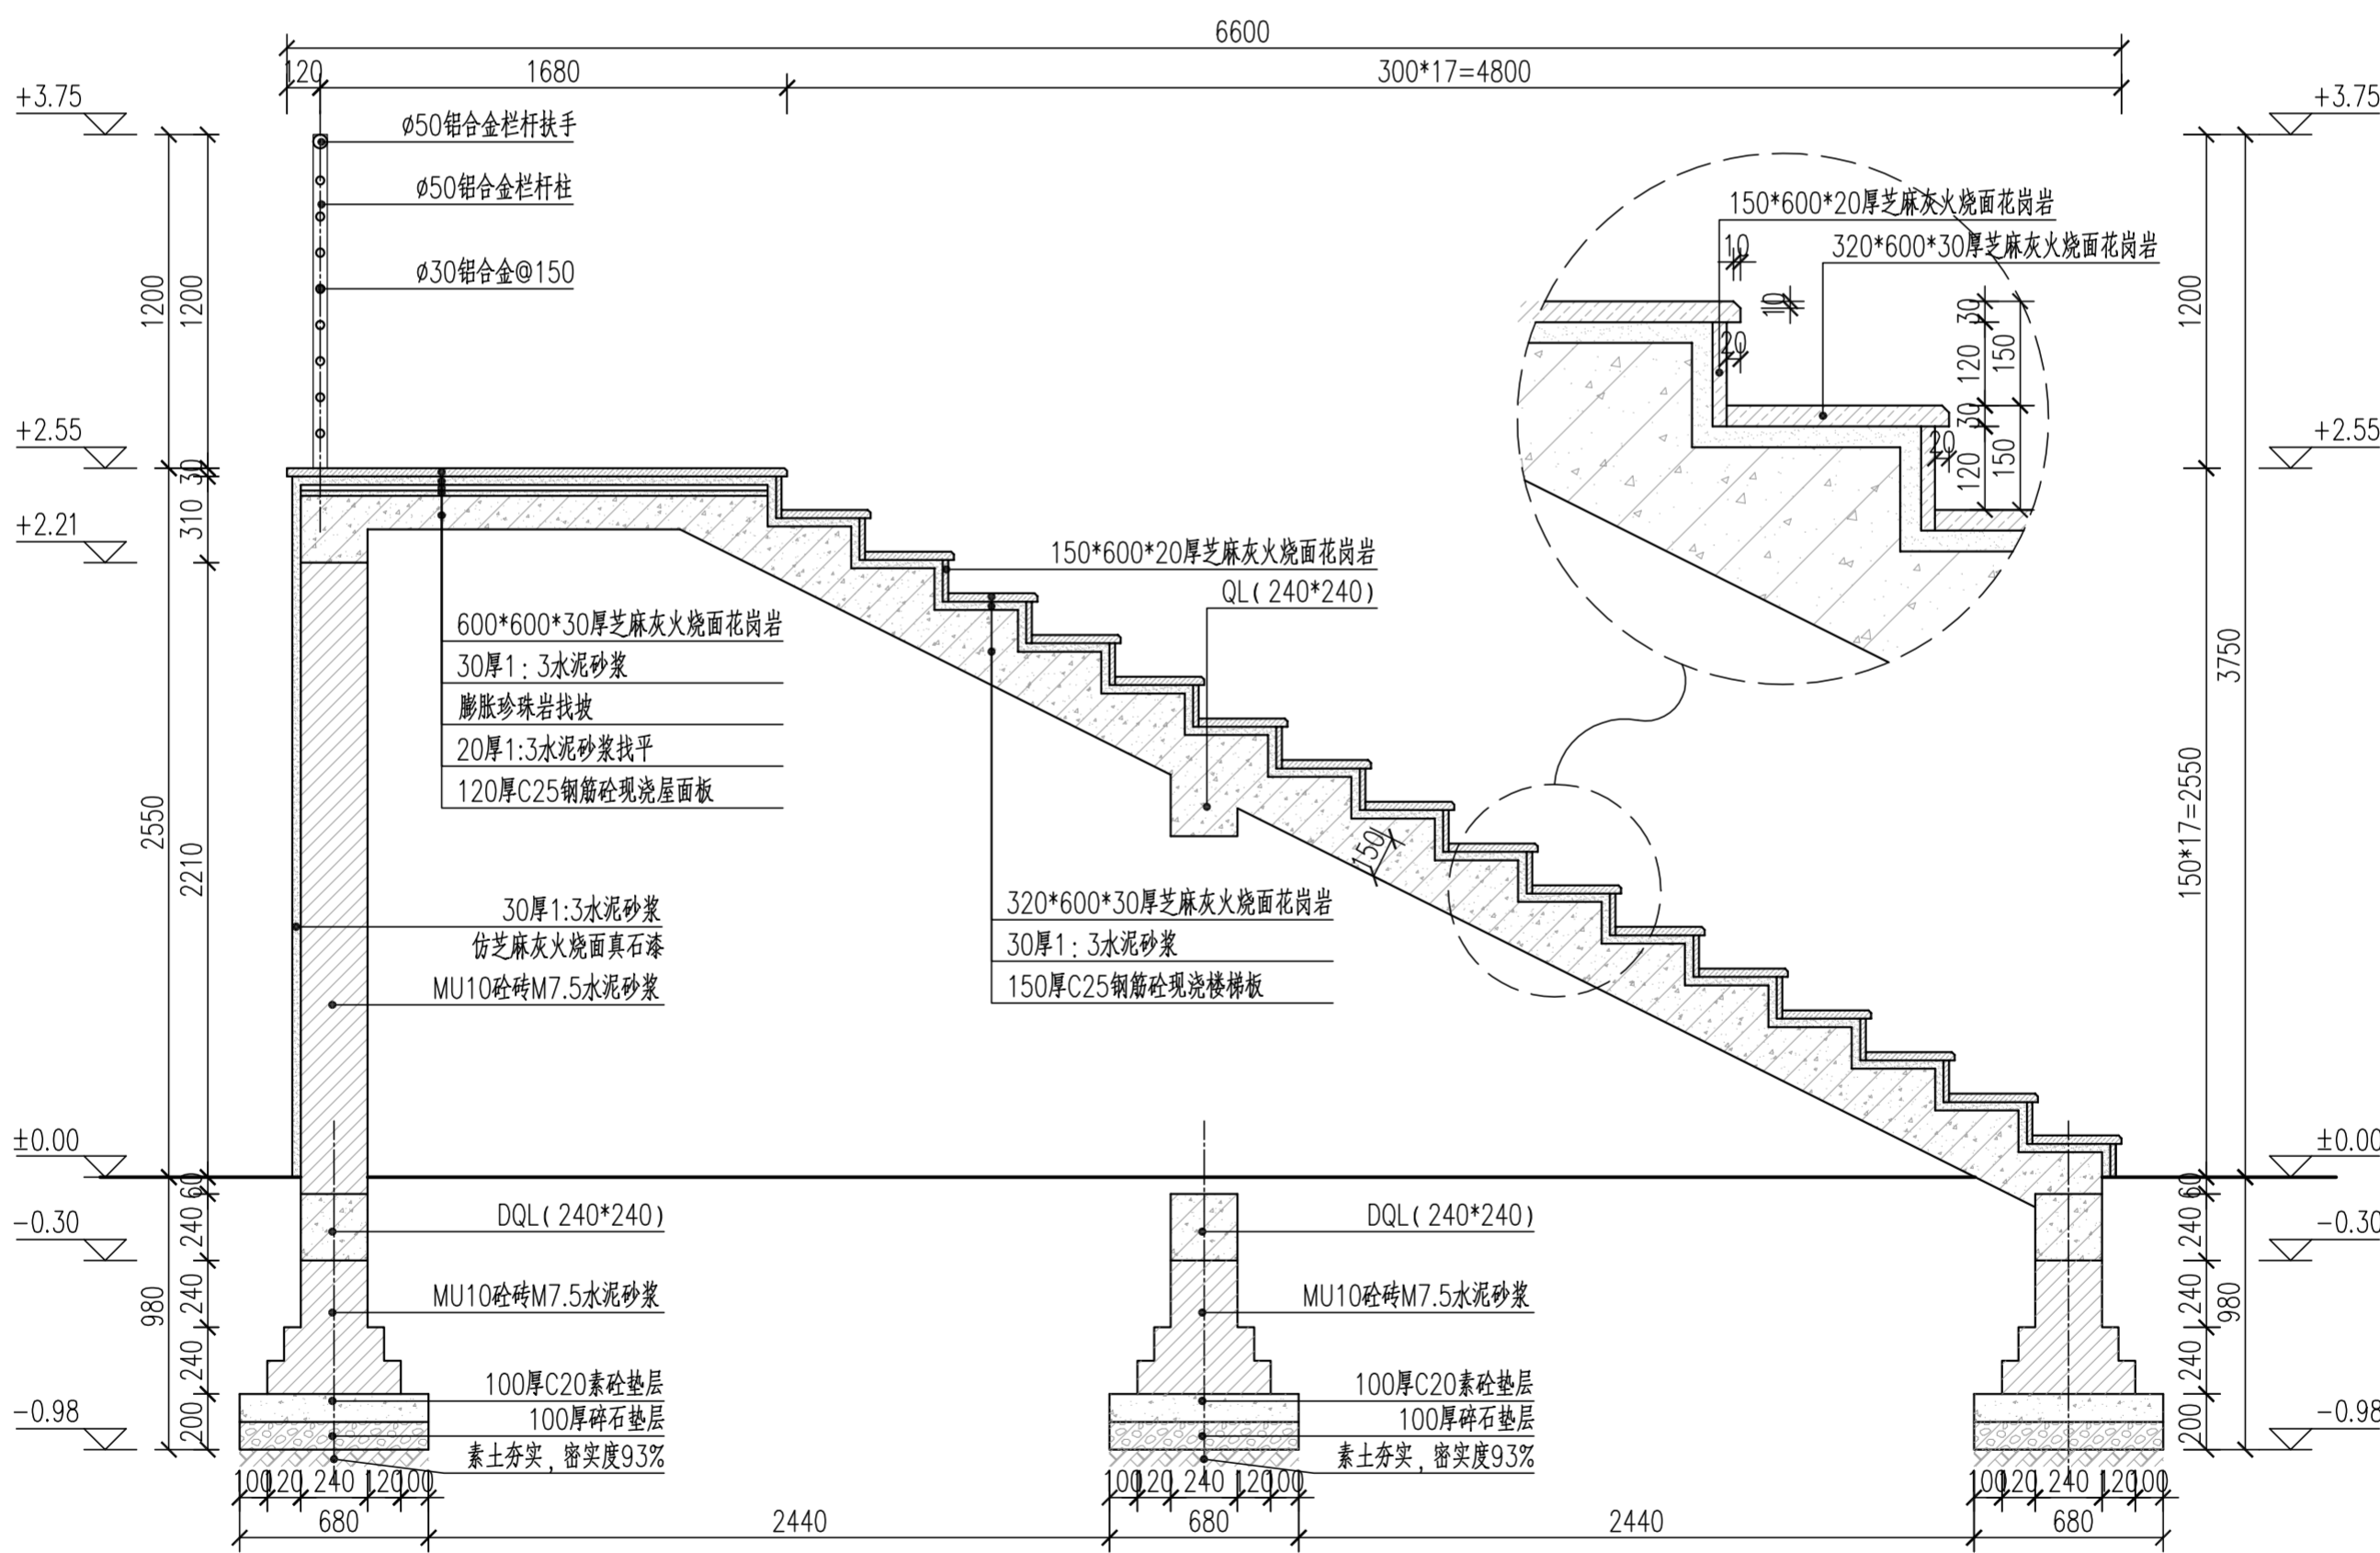 6600
120
1680
300*17=4800
+3.75
+3.75
ø50铝合金栏杆扶手
ø50铝合金栏杆柱
ø30铝合金@150
1200
1200
1200
150*600*20厚芝麻灰火烧面花岗岩
320*600*30厚芝麻灰火烧面花岗岩
10
10
20
30
120
150
30
20
120
150
+2.55
+2.55
30
310
+2.21
150*600*20厚芝麻灰火烧面花岗岩
QL(240*240)
600*600*30厚芝麻灰火烧面花岗岩
30厚1:3水泥砂浆
膨胀珍珠岩找坡
20厚1:3水泥砂浆找平
120厚C25钢筋砼现浇屋面板
3750
150*17=2550
2550
2210
150
30厚1:3水泥砂浆
仿芝麻灰火烧面真石漆
MU10砼砖M7.5水泥砂浆
320*600*30厚芝麻灰火烧面花岗岩
30厚1:3水泥砂浆
150厚C25钢筋砼现浇楼梯板
±0.00
±0.00
60
60
DQL(240*240)
DQL(240*240)
240
240
-0.30
-0.30
MU10砼砖M7.5水泥砂浆
MU10砼砖M7.5水泥砂浆
980
240
240
980
240
240
100厚C20素砼垫层
100厚碎石垫层
素土夯实,密实度93%
100厚C20素砼垫层
100厚碎石垫层
素土夯实,密实度93%
-0.98
-0.98
200
200
100 120 240 120 100
100 120 240 120 100
100 120 240 120 100
680
2440
680
2440
680